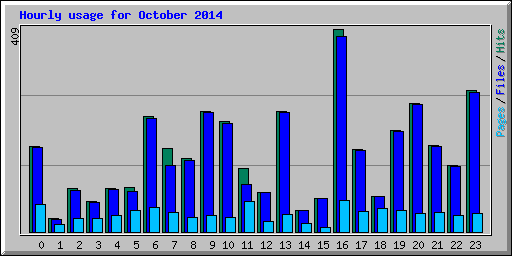 Hourly usage for October 2014
409
Pages / Files / Hits
0 1 2 3 4 5 6 7 8 9 10 11 12 13 14 15 16 17 18 19 20 21 22 23